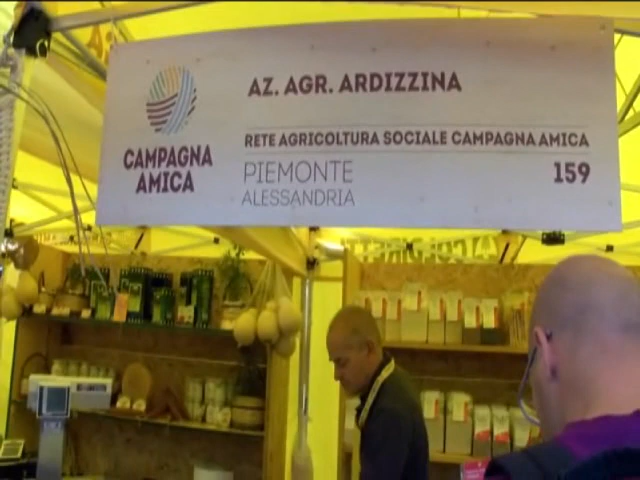 CAMPAGNA
AMICA
AZ. AGR. ARDIZZINA
RETE AGRICOLTURA SOCIALE CAMPAGNA AMICA
PIEMONTE
ALESSANDRIA
159